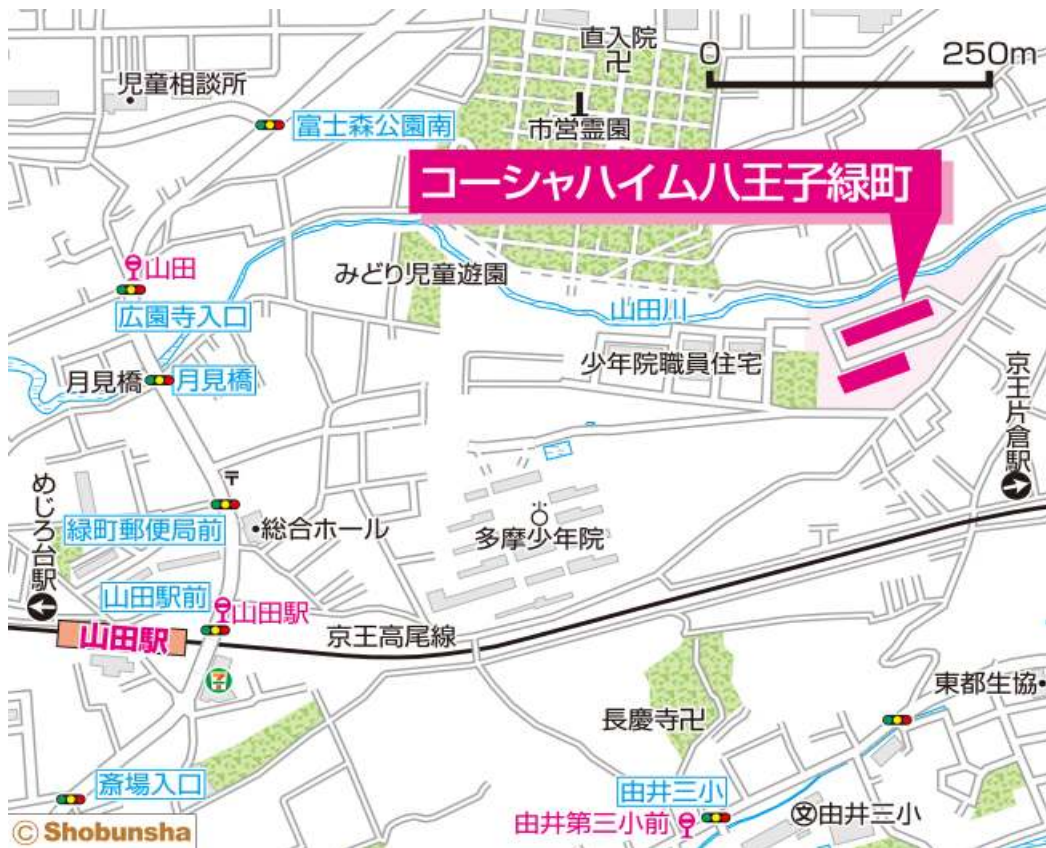 直入院
0 250m
児童相談所
富士森公園南
市営霊園
コーシャハイム八王子緑町
山田
みどり児童遊園
広園寺入口
山田川
少年院職員住宅
月見橋
月見橋
京王片倉駅
めじろ台駅
緑町郵便局前
総合ホール
多摩少年院
山田駅前
山田駅
山田駅
京王高尾線
東都生協
長慶寺
斎場入口
由井三小
由井第三小前
文由井三小
© Shobunsha